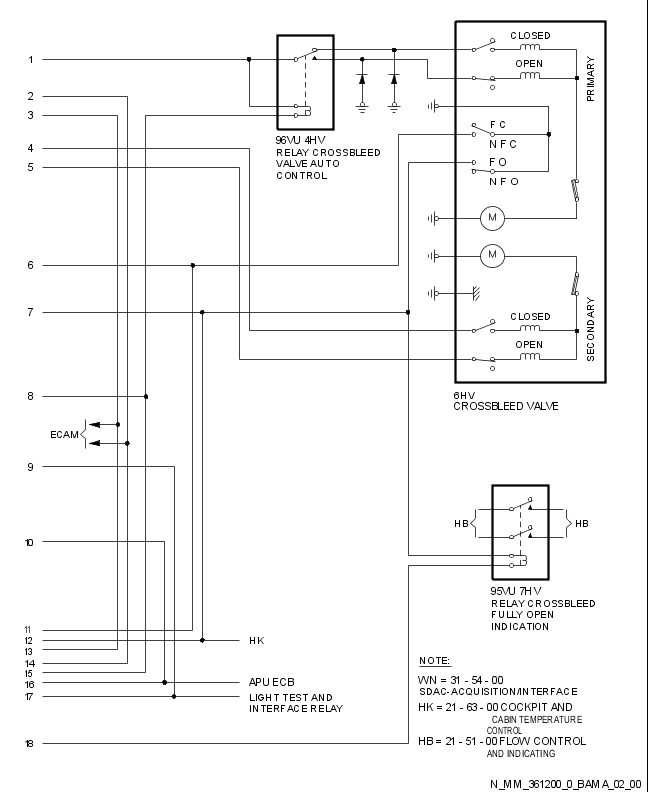 1
2
3
4
5
6
7
8
ECAM
9
10
11
12
13
14
15
16
17
18
96VU 4HV
RELAY CROSSBLEED
VALVE AUTO
CONTROL
CLOSED
OPEN
PRIMARY
F C
N F C
F O
N F O
M
M
CLOSED
OPEN
SECONDARY
6HV
CROSSBLEED VALVE
HB
HB
95VU 7HV
RELAY CROSSBLEED
FULLY OPEN
INDICATION
HK
APU ECB
LIGHT TEST AND
INTERFACE RELAY
NOTE:
WN = 31 - 54 - 00
SDAC-ACQUISITION/INTERFACE
HK = 21 - 63 - 00 COCKPIT AND
CABIN TEMPERATURE
CONTROL
HB = 21 - 51 - 00 FLOW CONTROL
AND INDICATING
N_MM_361200_0_BAMA_02_00